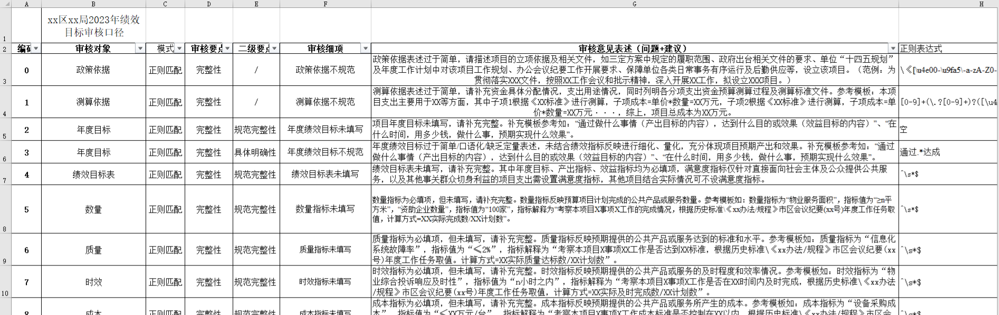 A B C D E F G H
1 xx区xx局2023年绩效
目标审核口径
2 编码 审核对象 模式 审核要点 二级要点 审核细项 审核意见表述（问题+建议） 正则表达式
3 0 政策依据 正则匹配 完整性 / 政策依据不规范 政策依据表述过于简单，请描述项目的立项依据及相关文件，如三定方案中规定的履职范围、政府出台相关文件的要求、单位“十四五规划”
及年度工作计划中对该项目工作规划、办公会议纪要工作开展要求、保障单位各类日常事务有序运行及后勤供应等，设立该项目。（范例：为
贯彻落实XXX文件，按照XX工作会议和批示精神，深入开展XX工作，拟设立XXX项目。） \《[\u4e00-\u9fa5\-a-zA-Z0-
4 1 测算依据 正则匹配 完整性 / 测算依据不规范 测算依据表述过于简单，请补充资金具体分配情况，支出用途情况，同时列明各分项支出资金预算测算过程及测算标准文件。参考模板：本项
目支出主要用于XX等方面，其中子项1根据《XX标准》进行测算，子项成本=单价*数量=XX万元，子项2根据《XX标准》进行测算，子项成本=单
价*数量=XX万元···，综上，项目总成本为XX万元。 [0-9]+(\.?[0-9]+)?([\u4
5 2 年度目标 正则匹配 完整性 规范完整性 年度绩效目标未填写 项目年度目标未填写，请补充完整。补充模板参考如：“通过做什么事情（产出目标的内容），达到什么目的或效果（效益目标的内容）”、“在
什么时间，用多少钱，做什么事，预期实现什么效果”。 空
6 3 年度目标 正则匹配 完整性 具体明确性 年度绩效目标不规范 年度绩效目标过于简单/口语化/缺乏定量表述，未结合绩效指标反映进行细化、量化，充分体现项目预期产出和效果。补充模板参考如：“通过
做什么事情（产出目标的内容），达到什么目的或效果（效益目标的内容）”、“在什么时间，用多少钱，做什么事，预期实现什么效果”。 通过.*达成
7 4 绩效目标表 正则匹配 完整性 规范完整性 绩效目标表未填写 绩效目标表未填写，请补充完整。其中年度目标、产出指标、效益指标均为必填项，满意度指标仅针对直接面向社会主体及公众提供公共服
务，以及其他事关群众切身利益的项目支出需设置满意度指标，其他项目结合实际情况可不设满意度指标。 ^\s*$
8 5 数量 正则匹配 完整性 规范完整性 数量指标未填写 数量指标为必填项，但未填写，请补充完整。数量指标反映预算项目计划完成的公共产品或服务数量。参考模板如：数量指标为“物业服务面积”，指标值为“≥n平
方米”，“资助企业数量”，指标值为“100家”，指标解释为“考察本项目X事项X工作的完成情况，根据历史标准\《xx办法/规程》市区会议纪要(xx号)年度工作任务取
值，计算方式=XX实际完成数/XX计划数”。 ^\s*$
9 6 质量 正则匹配 完整性 规范完整性 质量指标未填写 质量指标为必填项，但未填写，请补充完整。质量指标反映预期提供的公共产品或服务达到的标准和水平。参考模板如：质量指标为“信息化
系统故障率”，指标值为“≤2%”，指标解释为“考察本项目X事项XX工作是否达到XX标准，根据历史标准\《xx办法/规程》市区会议纪要(xx
号)年度工作任务取值。计算方式=XX实际质量达标数/XX计划数”。 ^\s*$
10 7 时效 正则匹配 完整性 规范完整性 时效指标未填写 时效指标为必填项，但未填写，请补充完整。时效指标反映预期提供的公共产品或服务的及时程度和效率情况。参考模板如：时效指标为“物
业综合投诉响应及时性”，指标值为“n小时之内”，指标解释为“考察本项目X事项X工作是否在XX时间内及时完成，根据历史标准\《xx办法
/规程》市区会议纪要(xx号)年度工作任务取值，计算方式=XX实际及时完成数/XX计划数”。 ^\s*$
8 成本 正则匹配 完整性 规范完整性 成本指标未填写 成本指标为必填项，但未填写，请补充完整。成本指标反映预期提供的公共产品或服务所产生的成本。参考模板如：成本指标为“设备采购成
本”，指标值为“≤XX万元/台”，指标解释为“考察本项目X事项X工作成本标准是否控制在XX以内，根据历史标准\《xx办法/规程》市区会 ^\s*$